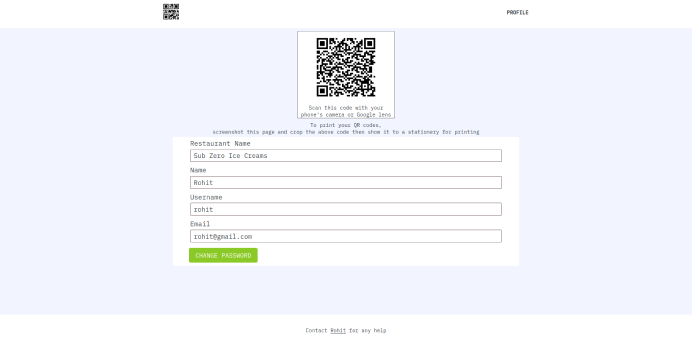 PROFILE
Scan this code with your
phone's camera or Google lens
To print your QR codes,
screenshot this page and crop the above code then show it to a stationery for printing
Restaurant Name
Sub Zero Ice Creams
Name
Rohit
Username
rohit
Email
rohit@gmail.com
CHANGE PASSWORD
Contact Rohit for any help